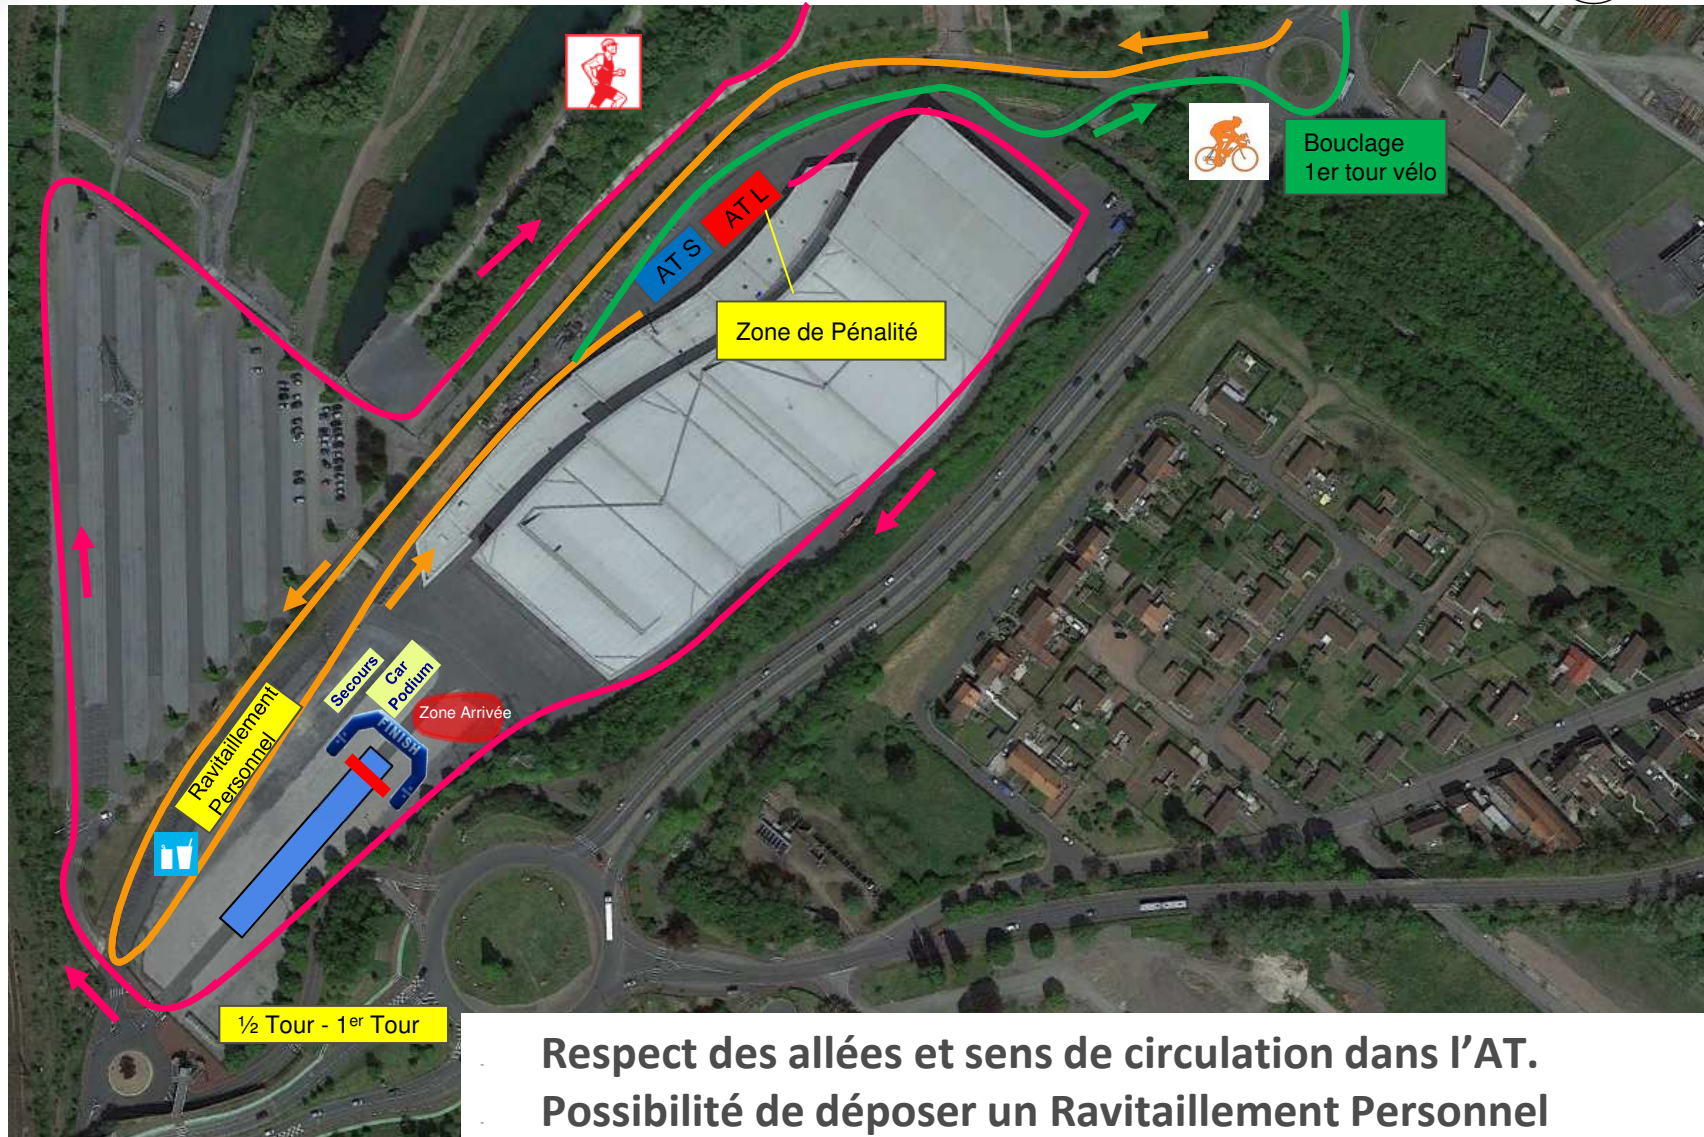 Bouclage
1er tour vélo
AT L
AT S
Zone de Pénalité
Secours
Car
Podium
Zone Arrivée
FINISH
Ravitaillement
Personnel
½ Tour - 1er Tour
- Respect des allées et sens de circulation dans l’AT.
- Possibilité de déposer un Ravitaillement Personnel